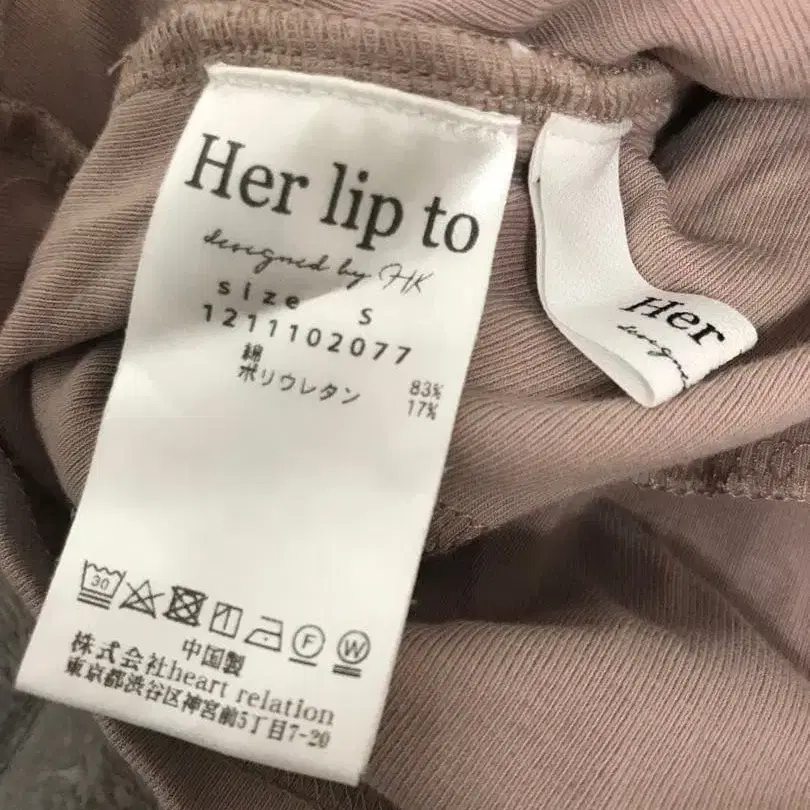 Her lip to
designed by HK
size S
1211102077
綿 83%
ポリウレタン 17%
30
F
W
中国製
株式会社heart relation
東京都渋谷区神宮前5丁目7-20
Her
design